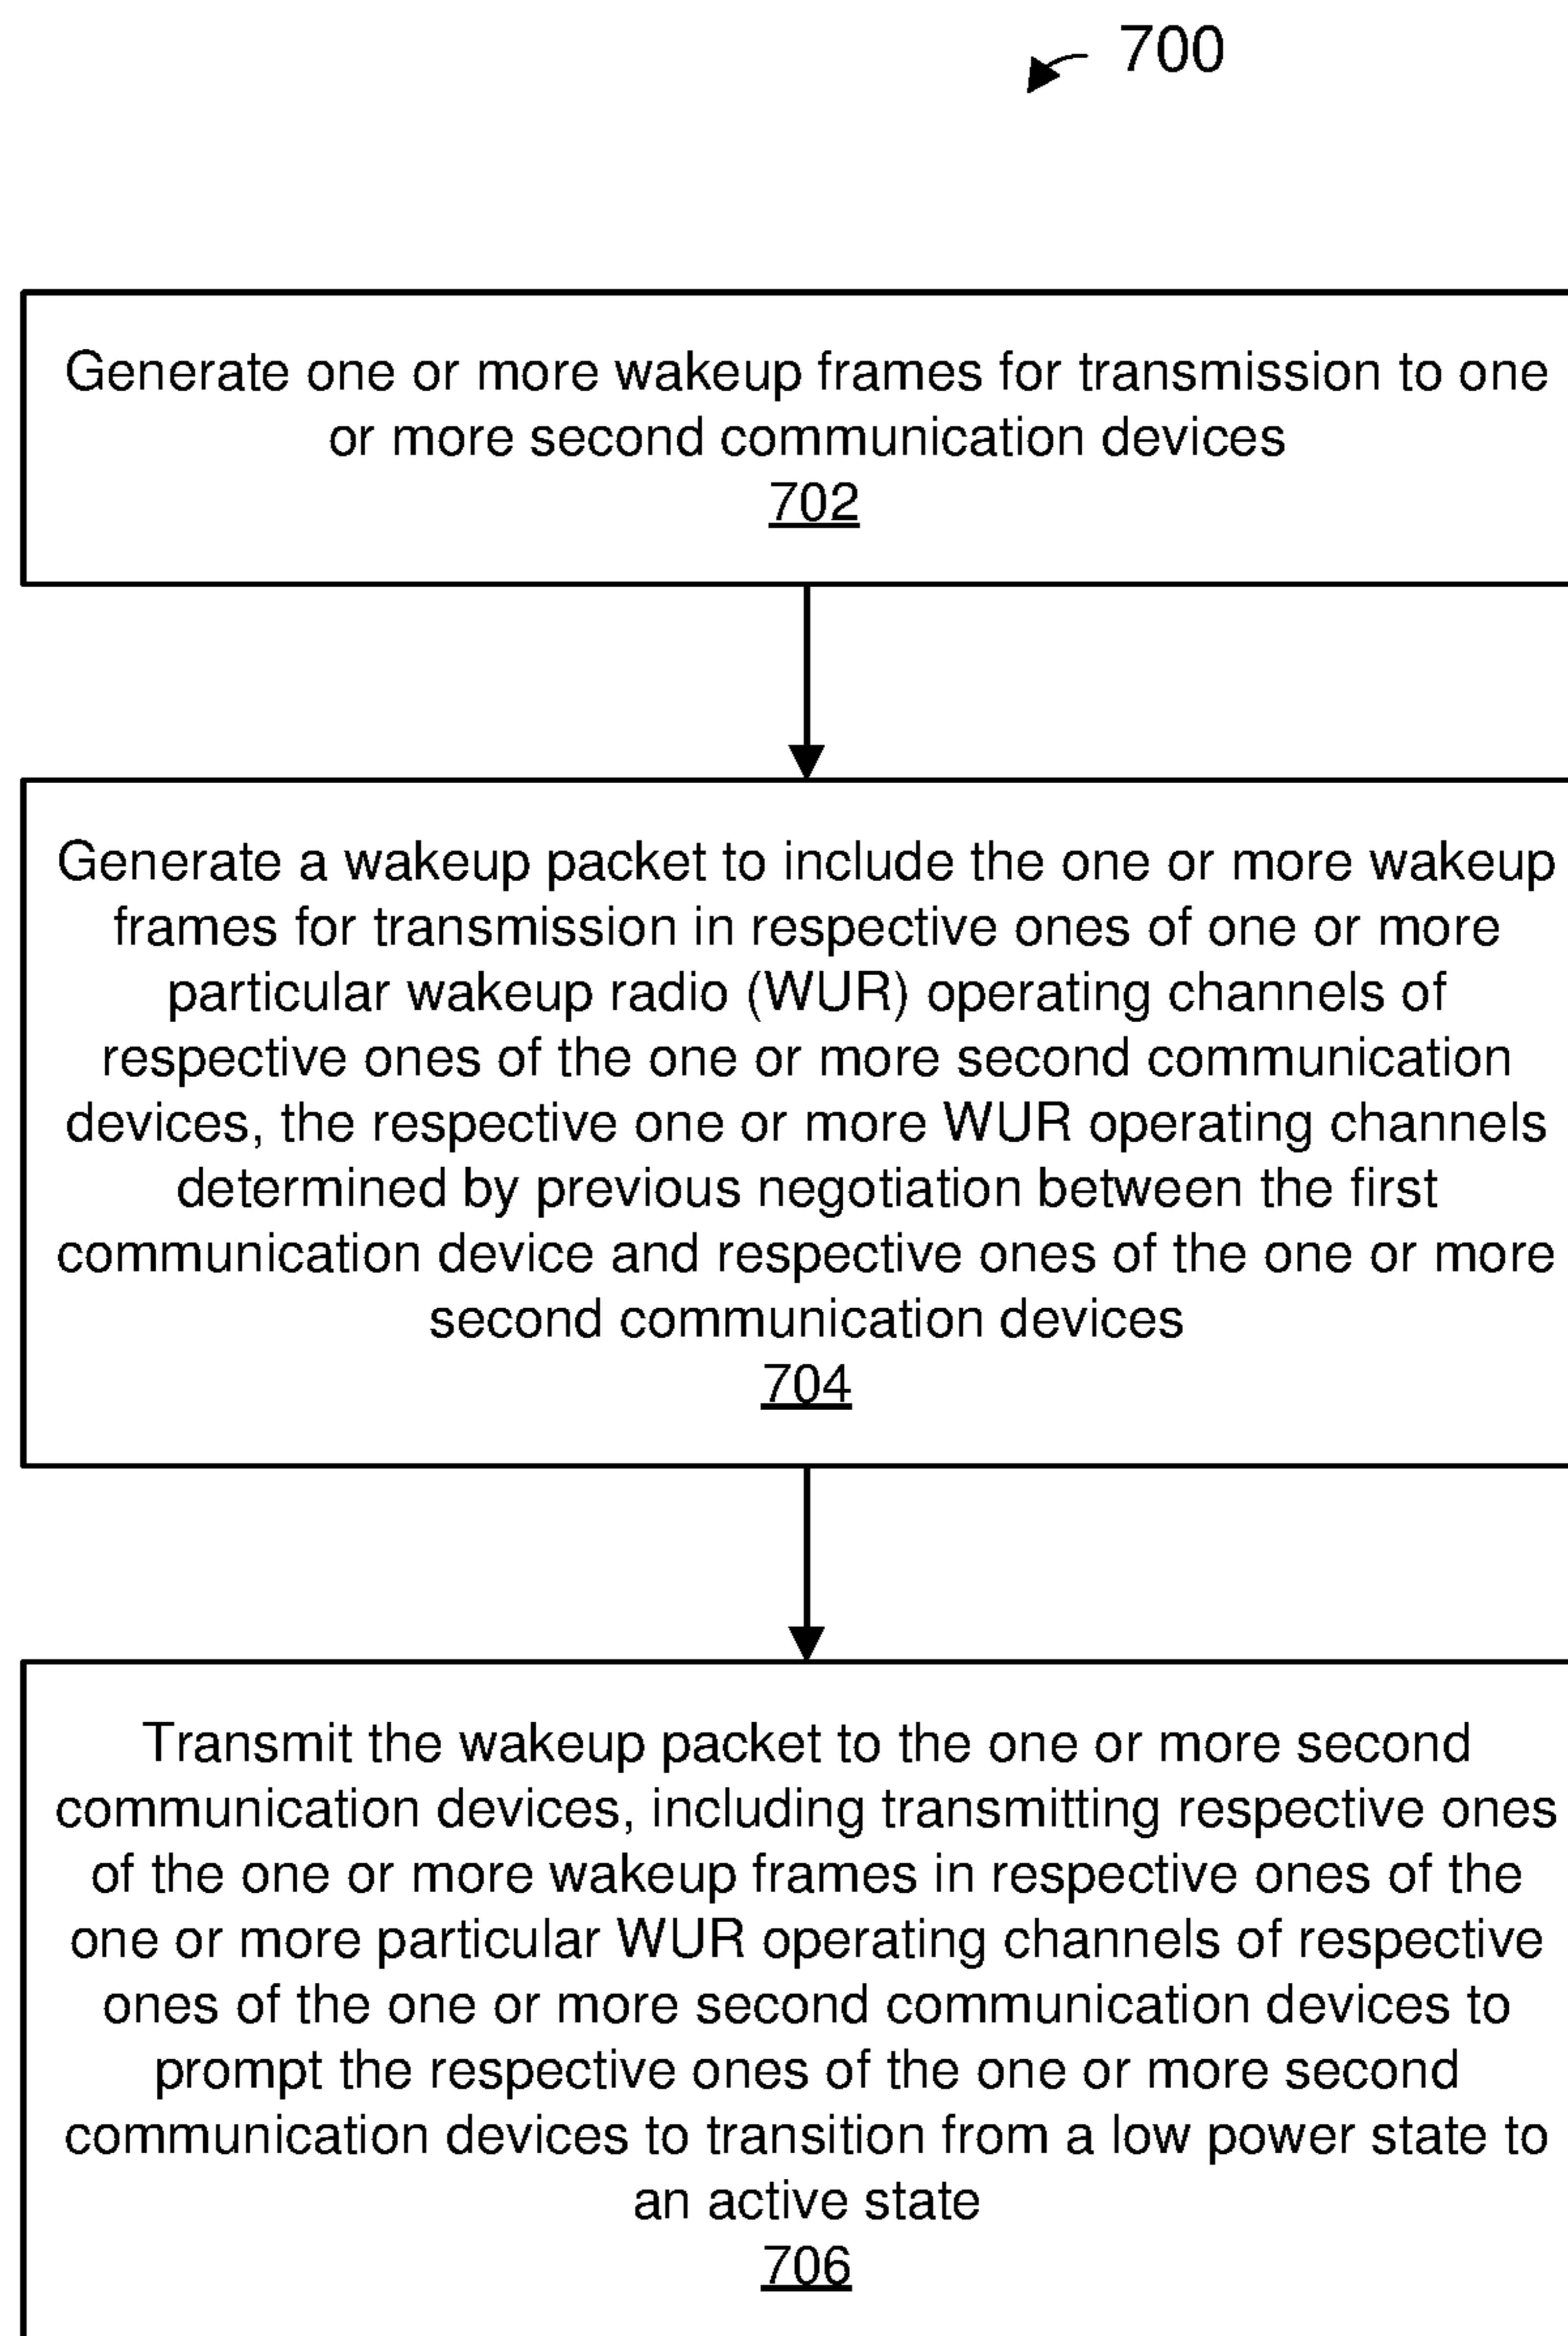 700
Generate one or more wakeup frames for transmission to one
or more second communication devices
702
Generate a wakeup packet to include the one or more wakeup
frames for transmission in respective ones of one or more
particular wakeup radio (WUR) operating channels of
respective ones of the one or more second communication
devices, the respective one or more WUR operating channels
determined by previous negotiation between the first
communication device and respective ones of the one or more
second communication devices
704
Transmit the wakeup packet to the one or more second
communication devices, including transmitting respective ones
of the one or more wakeup frames in respective ones of the
one or more particular WUR operating channels of respective
ones of the one or more second communication devices to
prompt the respective ones of the one or more second
communication devices to transition from a low power state to
an active state
706